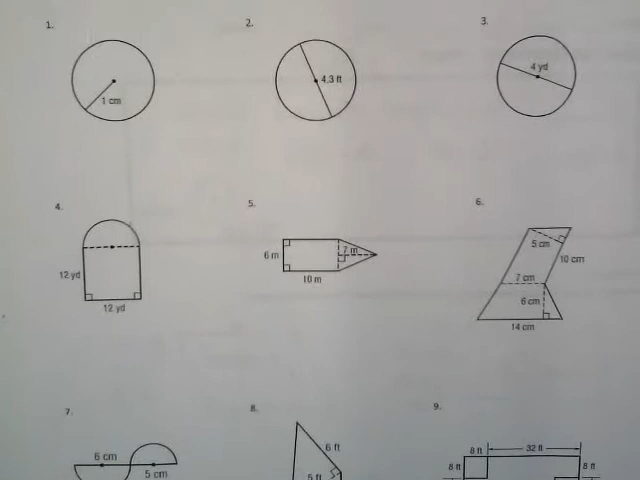 1.
2.
3.
1 cm
4.3 ft
4 yd
4.
5.
6.
12 yd
12 yd
6 m
7 m
10 m
5 cm
10 cm
7 cm
6 cm
14 cm
7.
8.
9.
6 cm
5 cm
6 ft
5 ft
8 ft
32 ft
8 ft
8 ft